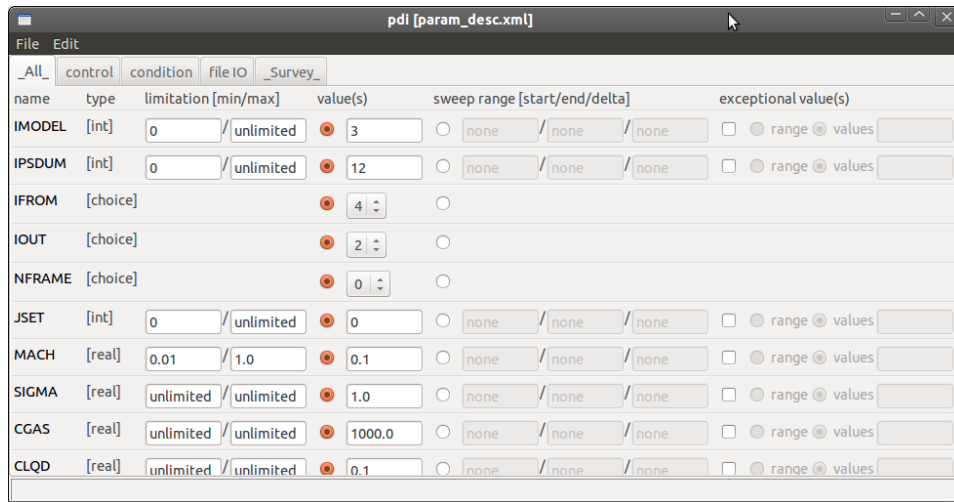 pdi [param_desc.xml]
File Edit
_All_ control condition file IO _Survey_
name type limitation [min/max] value(s) sweep range [start/end/delta] exceptional value(s)
IMODEL [int] 0 / unlimited 3 none / none / none range values
IPSDUM [int] 0 / unlimited 12 none / none / none range values
IFROM [choice] 4
IOUT [choice] 2
NFRAME [choice] 0
JSET [int] 0 / unlimited 0 none / none / none range values
MACH [real] 0.01 / 1.0 0.1 none / none / none range values
SIGMA [real] unlimited / unlimited 1.0 none / none / none range values
CGAS [real] unlimited / unlimited 1000.0 none / none / none range values
CLQD [real] unlimited / unlimited 0.1 none / none / none range values